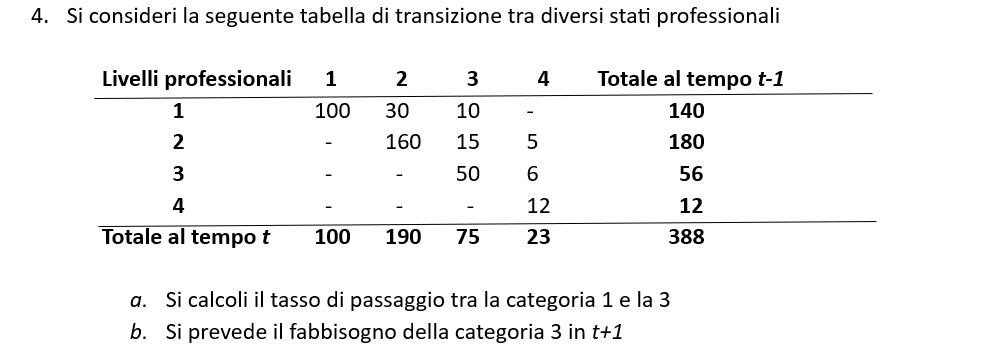 4. Si consideri la seguente tabella di transizione tra diversi stati professionali
Livelli professionali 1 2 3 4 Totale al tempo t-1
1 100 30 10 - 140
2 - 160 15 5 180
3 - - 50 6 56
4 - - - 12 12
Totale al tempo t 100 190 75 23 388
a. Si calcoli il tasso di passaggio tra la categoria 1 e la 3
b. Si prevede il fabbisogno della categoria 3 in t+1